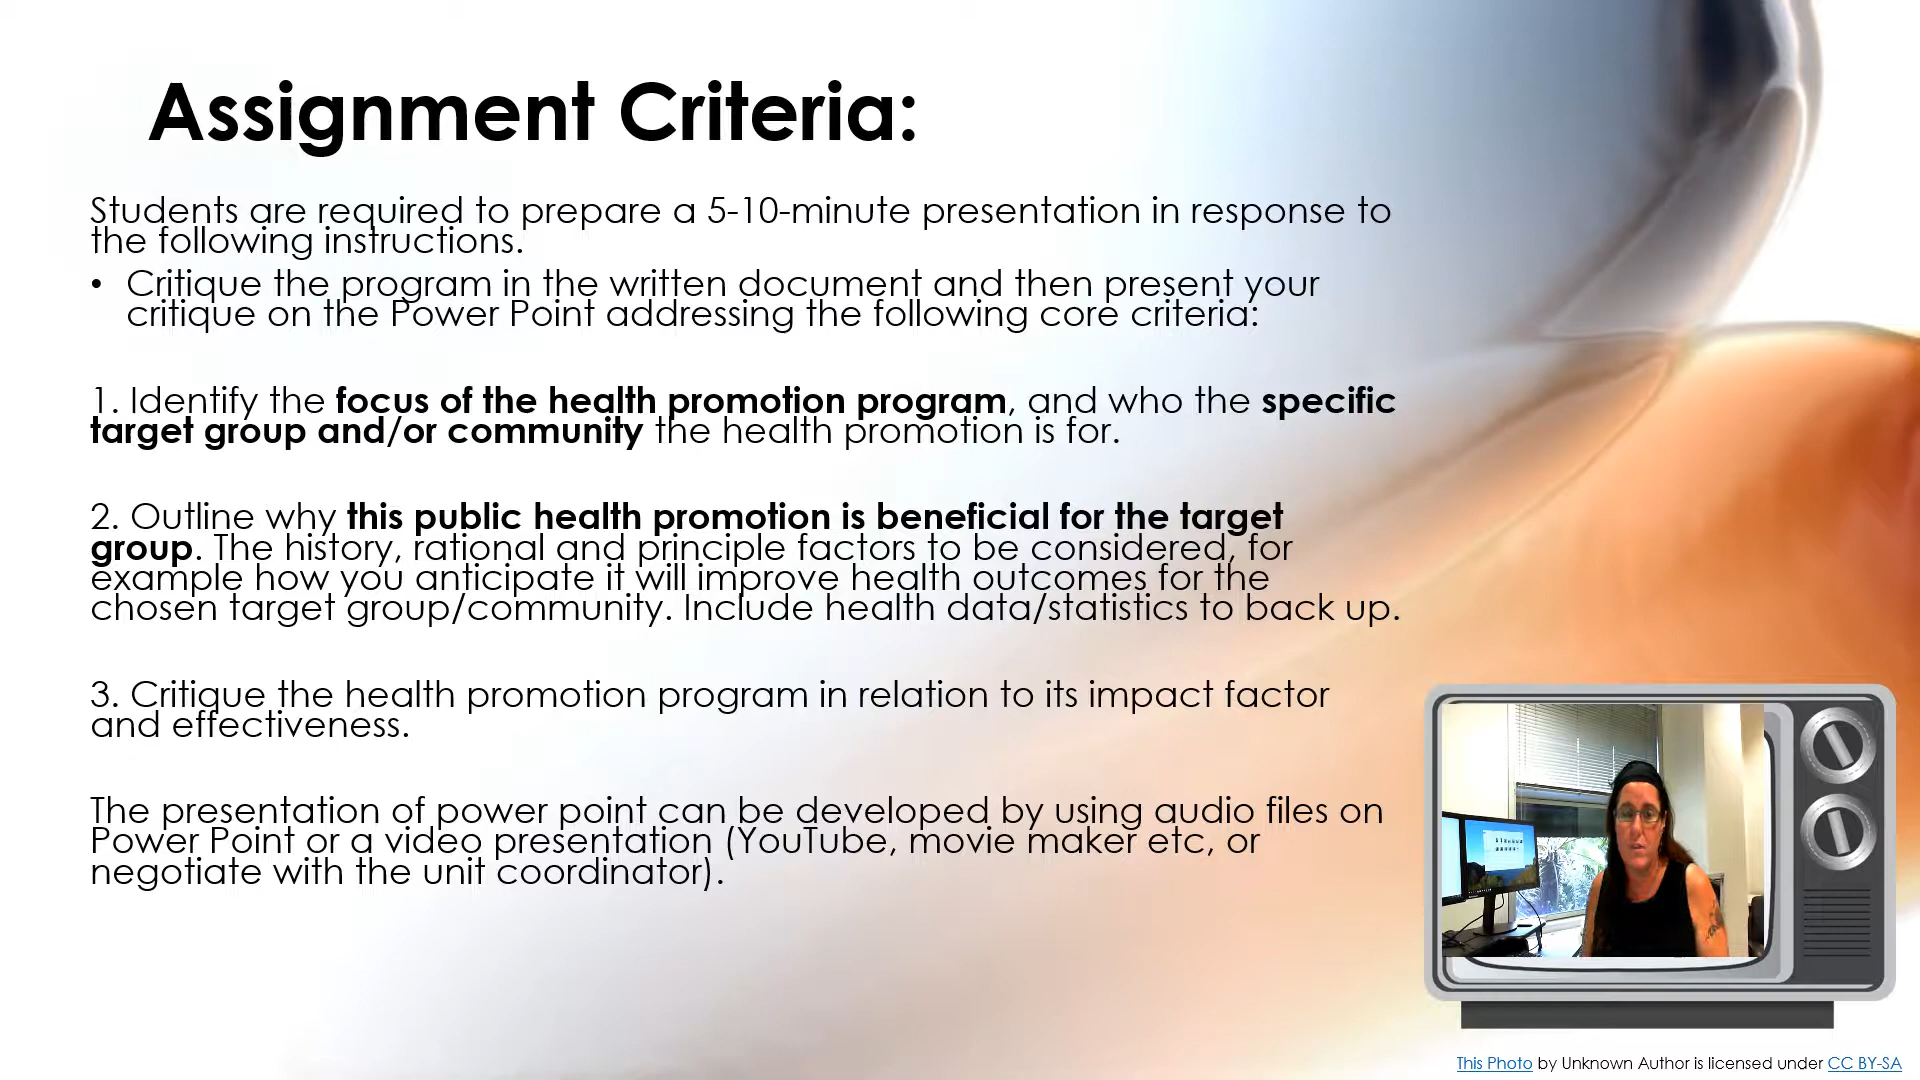 Assignment Criteria:
Students are required to prepare a 5-10-minute presentation in response to
the following instructions.
• Critique the program in the written document and then present your
critique on the Power Point addressing the following core criteria:
1. Identify the focus of the health promotion program, and who the specific
target group and/or community the health promotion is for.
2. Outline why this public health promotion is beneficial for the target
group. The history, rational and principle factors to be considered, for
example how you anticipate it will improve health outcomes for the
chosen target group/community. Include health data/statistics to back up.
3. Critique the health promotion program in relation to its impact factor
and effectiveness.
The presentation of power point can be developed by using audio files on
Power Point or a video presentation (YouTube, movie maker etc, or
negotiate with the unit coordinator).
This Photo by Unknown Author is licensed under CC BY-SA